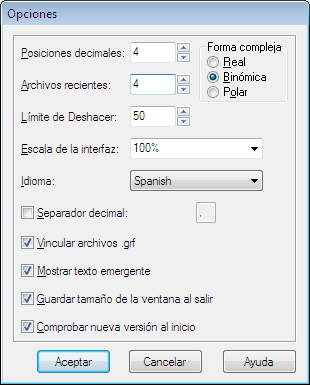 Opciones
Posiciones decimales: 4
Forma compleja
Real
Archivos recientes: 4
Binómica
Polar
Límite de Deshacer: 50
Escala de la interfaz: 100%
Idioma: Spanish
Separador decimal: .
Vincular archivos .grf
Mostrar texto emergente
Guardar tamaño de la ventana al salir
Comprobar nueva versión al inicio
Aceptar Cancelar Ayuda